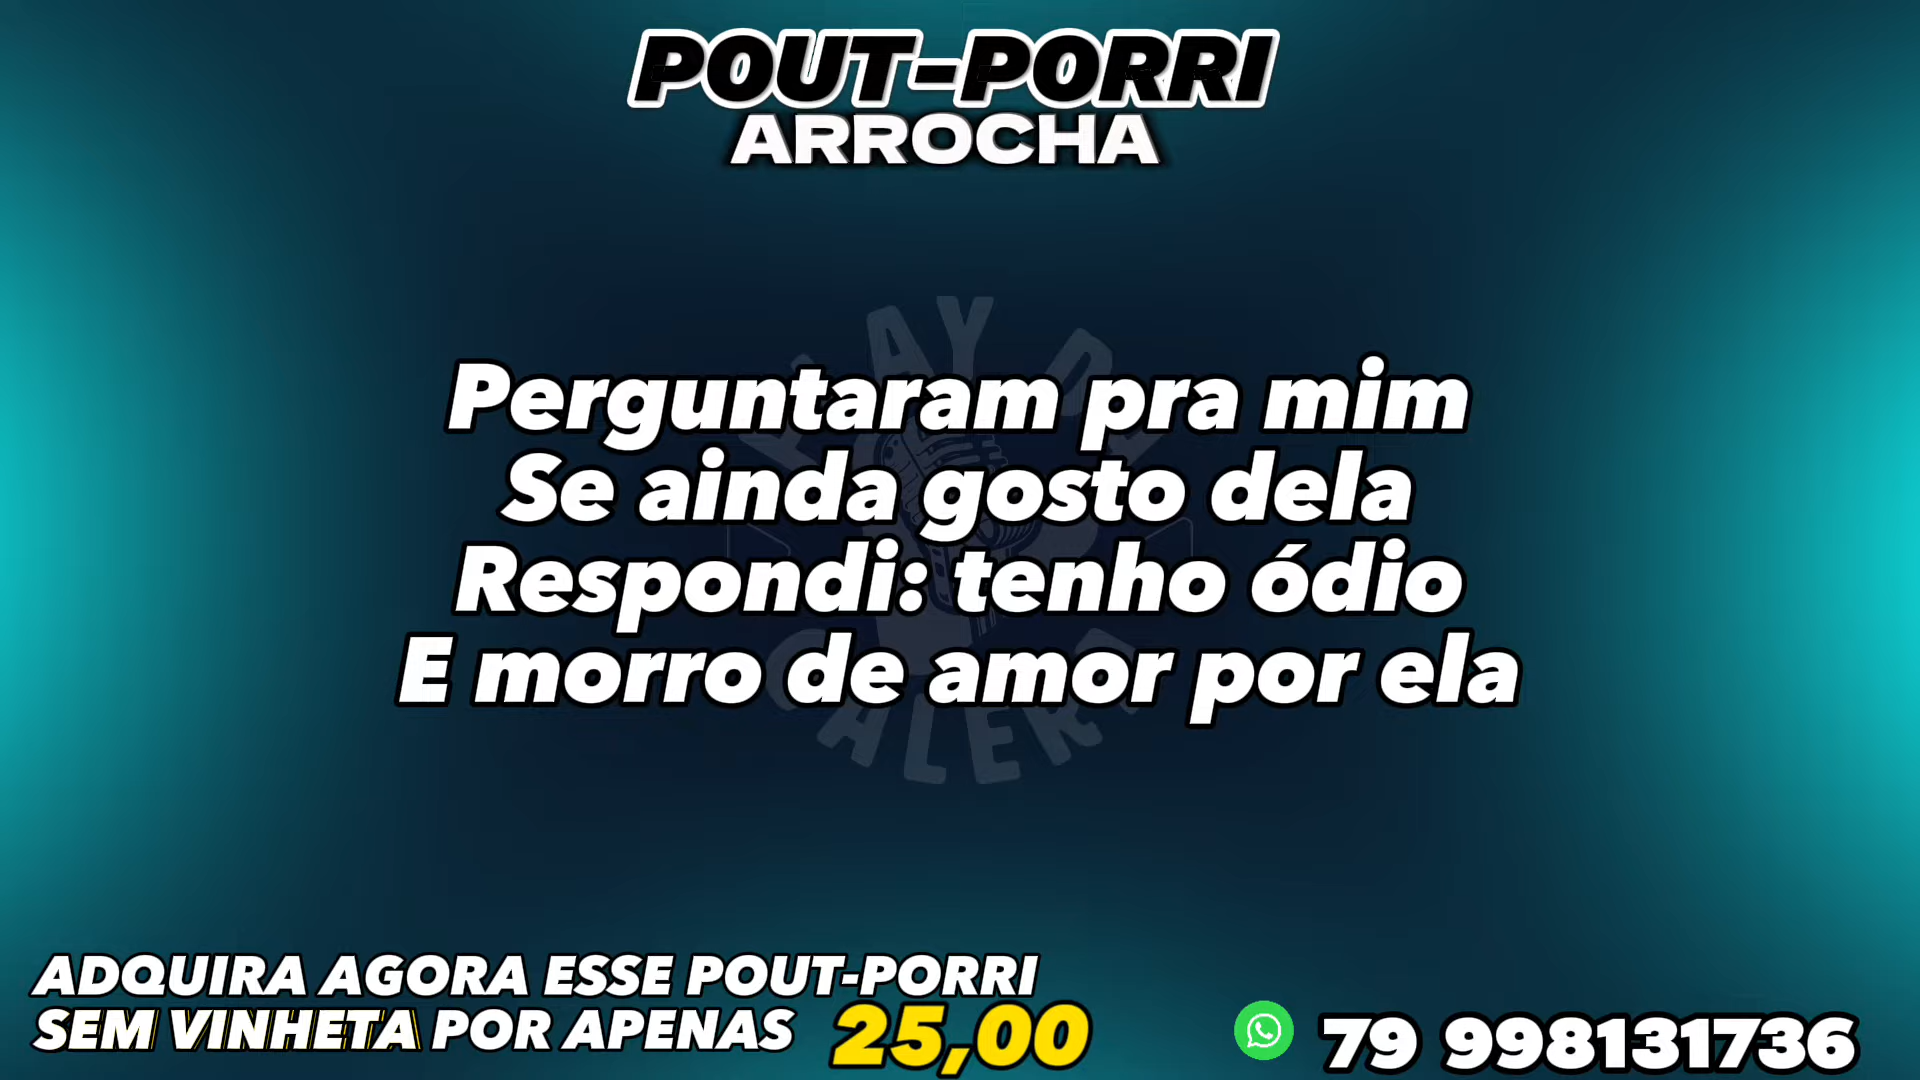 POUT-PORRI
ARROCHA
Perguntaram pra mim
Se ainda gosto dela
Respondi: tenho ódio
E morro de amor por ela
ADQUIRA AGORA ESSE POUT-PORRI
SEM VINHETA POR APENAS 25,00
79 998131736